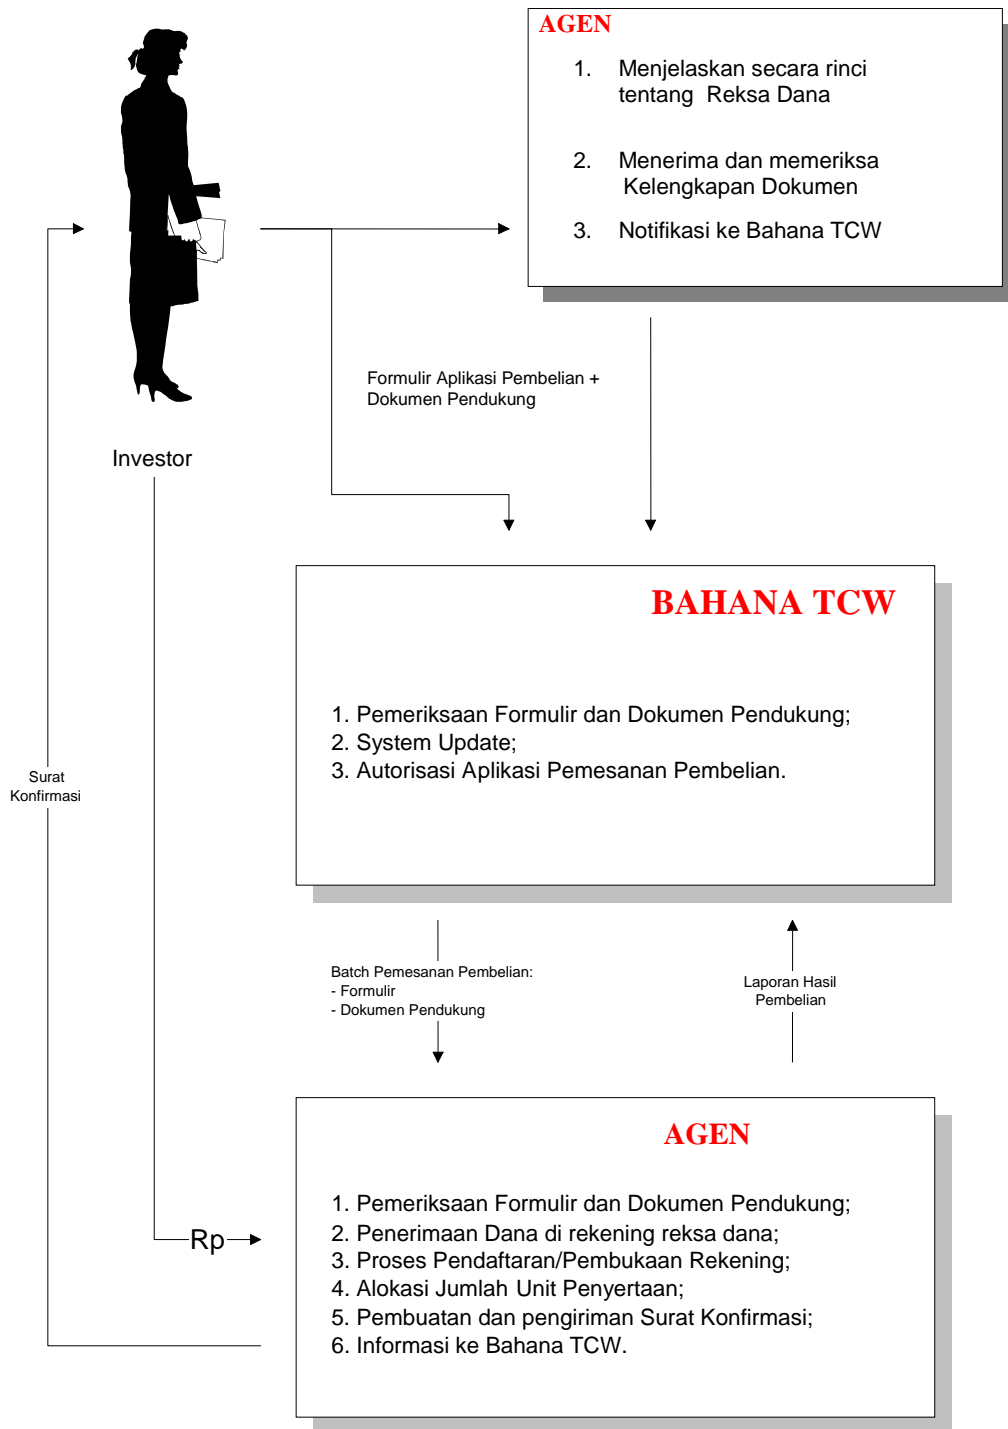 AGEN
1. Menjelaskan secara rinci
tentang Reksa Dana
2. Menerima dan memeriksa
Kelengkapan Dokumen
3. Notifikasi ke Bahana TCW
Formulir Aplikasi Pembelian +
Dokumen Pendukung
Investor
BAHANA TCW
1. Pemeriksaan Formulir dan Dokumen Pendukung;
2. System Update;
3. Autorisasi Aplikasi Pemesanan Pembelian.
Surat
Konfirmasi
Batch Pemesanan Pembelian:
- Formulir
- Dokumen Pendukung
Laporan Hasil
Pembelian
AGEN
1. Pemeriksaan Formulir dan Dokumen Pendukung;
2. Penerimaan Dana di rekening reksa dana;
3. Proses Pendaftaran/Pembukaan Rekening;
4. Alokasi Jumlah Unit Penyertaan;
5. Pembuatan dan pengiriman Surat Konfirmasi;
6. Informasi ke Bahana TCW.
Rp